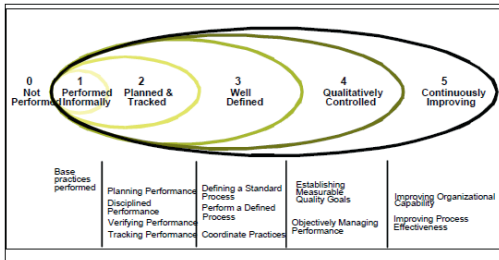 0
Not
Performed
1
Performed
Informally
2
Planned &
Tracked
3
Well
Defined
4
Qualitatively
Controlled
5
Continuously
Improving
Base
practices
performed
Planning Performance
Disciplined
Performance
Verifying Performance
Tracking Performance
Defining a Standard
Process
Perform a Defined
Process
Coordinate Practices
Establishing
Measurable
Quality Goals
Objectively Managing
Performance
Improving Organizational
Capability
Improving Process
Effectiveness